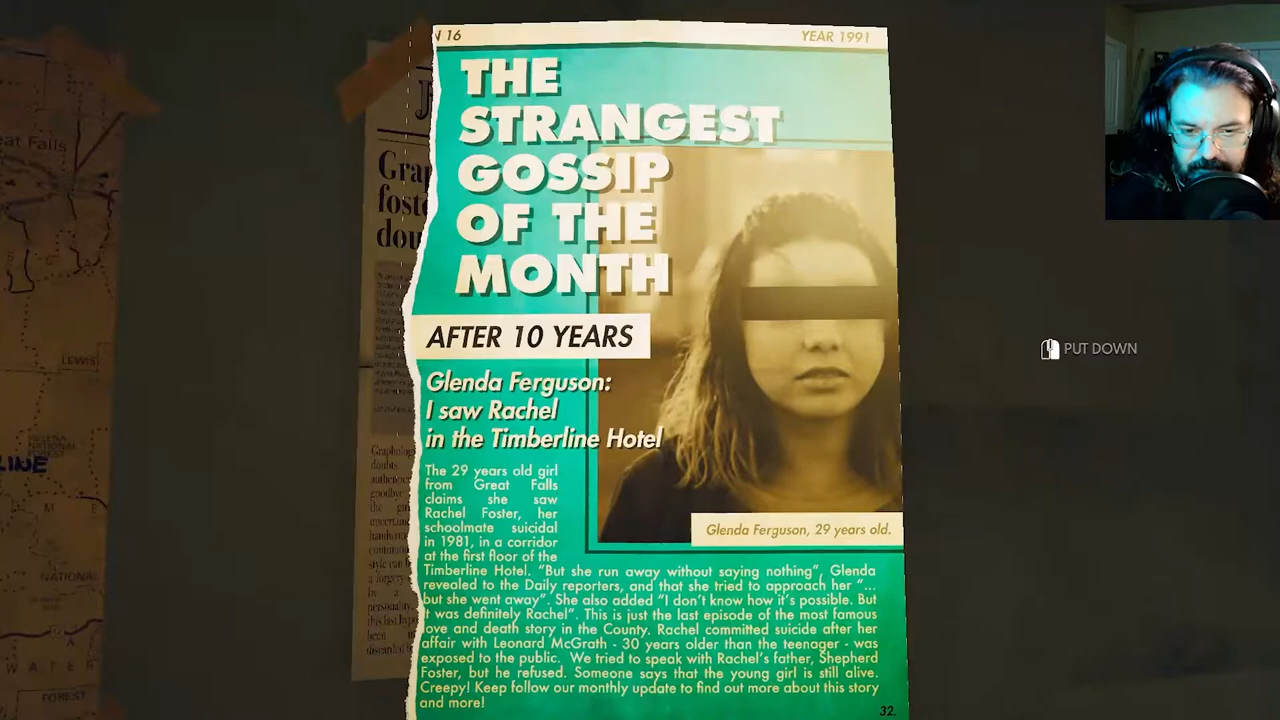 N 16
YEAR 1991
THE
STRANGEST
GOSSIP
OF THE
MONTH
AFTER 10 YEARS
Glenda Ferguson:
I saw Rachel
in the Timberline Hotel
The 29 years old girl
from Great Falls
claims she saw
Rachel Foster, her
schoolmate suicidal
in 1981, in a corridor
at the first floor of the
Timberline Hotel. "But she run away without saying nothing", Glenda
revealed to the Daily reporters, and that she tried to approach her "...
but she went away". She also added "I don't know how it's possible. But
it was definitely Rachel". This is just the last episode of the most famous
love and death story in the County. Rachel committed suicide after her
affair with Leonard McGrath - 30 years older than the teenager - was
exposed to the public. We tried to speak with Rachel's father, Shepherd
Foster, but he refused. Someone says that the young girl is still alive.
Creepy! Keep follow our monthly update to find out more about this story
and more!
Glenda Ferguson, 29 years old.
32.
PUT DOWN
eat Falls
LEWIS
HELENA
NATIONAL
FOREST
LINE
NATIONAL
WATER
FOREST
Grap
foste
dou